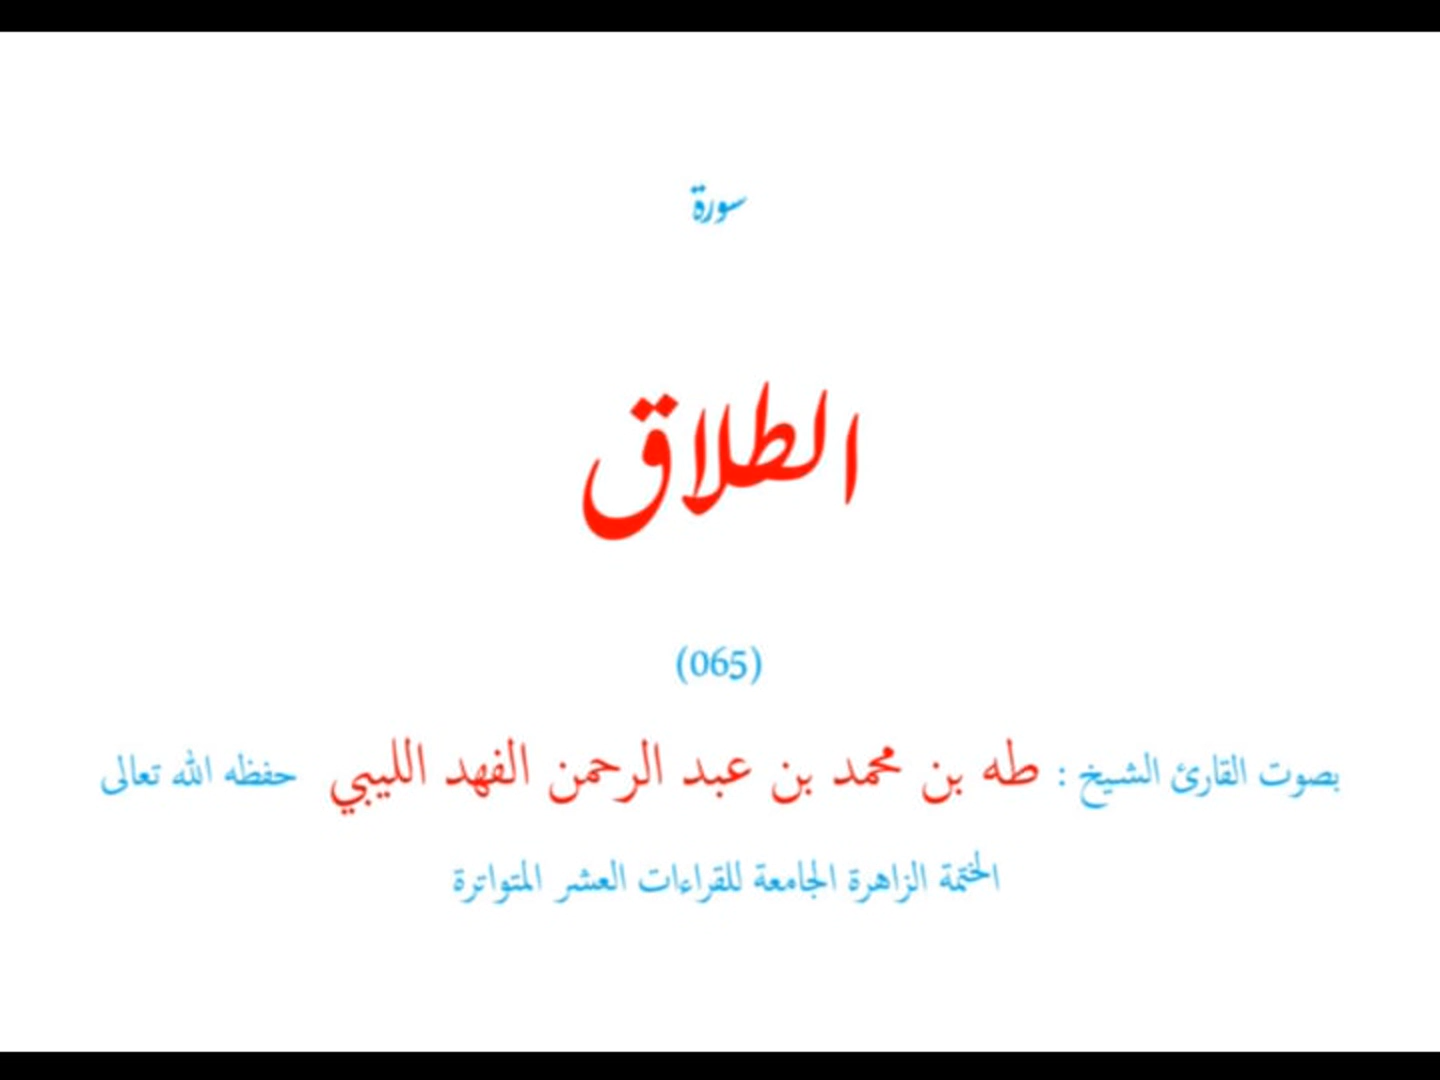 سورة
الطلاق
(065)
بصوت القارئ الشيخ : طه بن محمد بن عبد الرحمن الفهد الليبي حفظه الله تعالى
الختمة الزاهرة الجامعة للقراءات العشر المتواترة